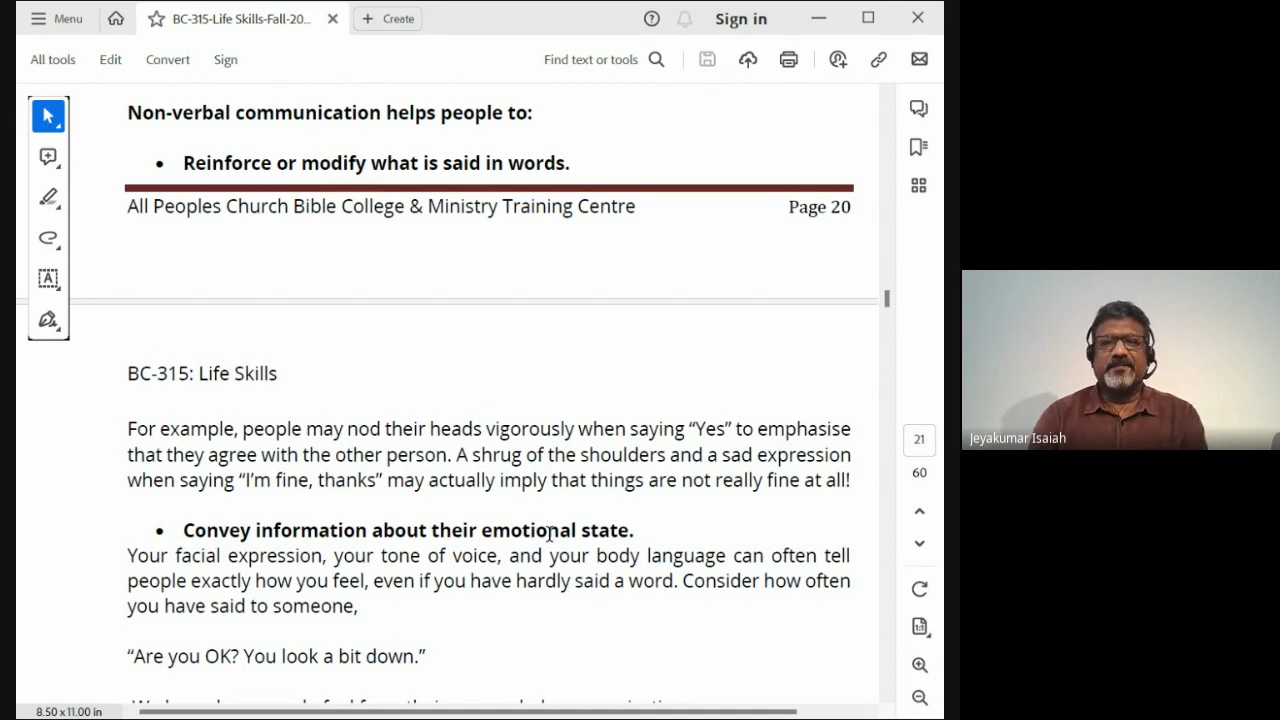 Menu
BC-315-Life Skills-Fall-20...
Create
Sign in
All tools
Edit
Convert
Sign
Find text or tools
Non-verbal communication helps people to:
• Reinforce or modify what is said in words.
All Peoples Church Bible College & Ministry Training Centre Page 20
BC-315: Life Skills
For example, people may nod their heads vigorously when saying “Yes” to emphasise
that they agree with the other person. A shrug of the shoulders and a sad expression
when saying “I’m fine, thanks” may actually imply that things are not really fine at all!
• Convey information about their emotional state.
Your facial expression, your tone of voice, and your body language can often tell
people exactly how you feel, even if you have hardly said a word. Consider how often
you have said to someone,
“Are you OK? You look a bit down.”
8.50 x 11.00 in
21
60
1:1
Jeyakumar Isaiah